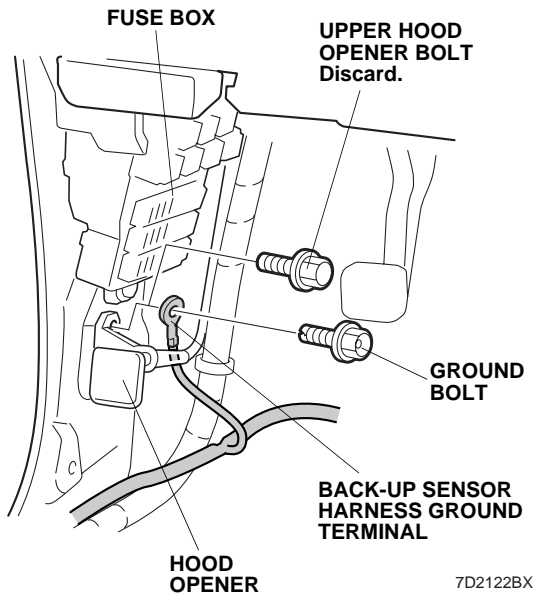 FUSE BOX
UPPER HOOD
OPENER BOLT
Discard.
GROUND
BOLT
BACK-UP SENSOR
HARNESS GROUND
TERMINAL
HOOD
OPENER
7D2122BX